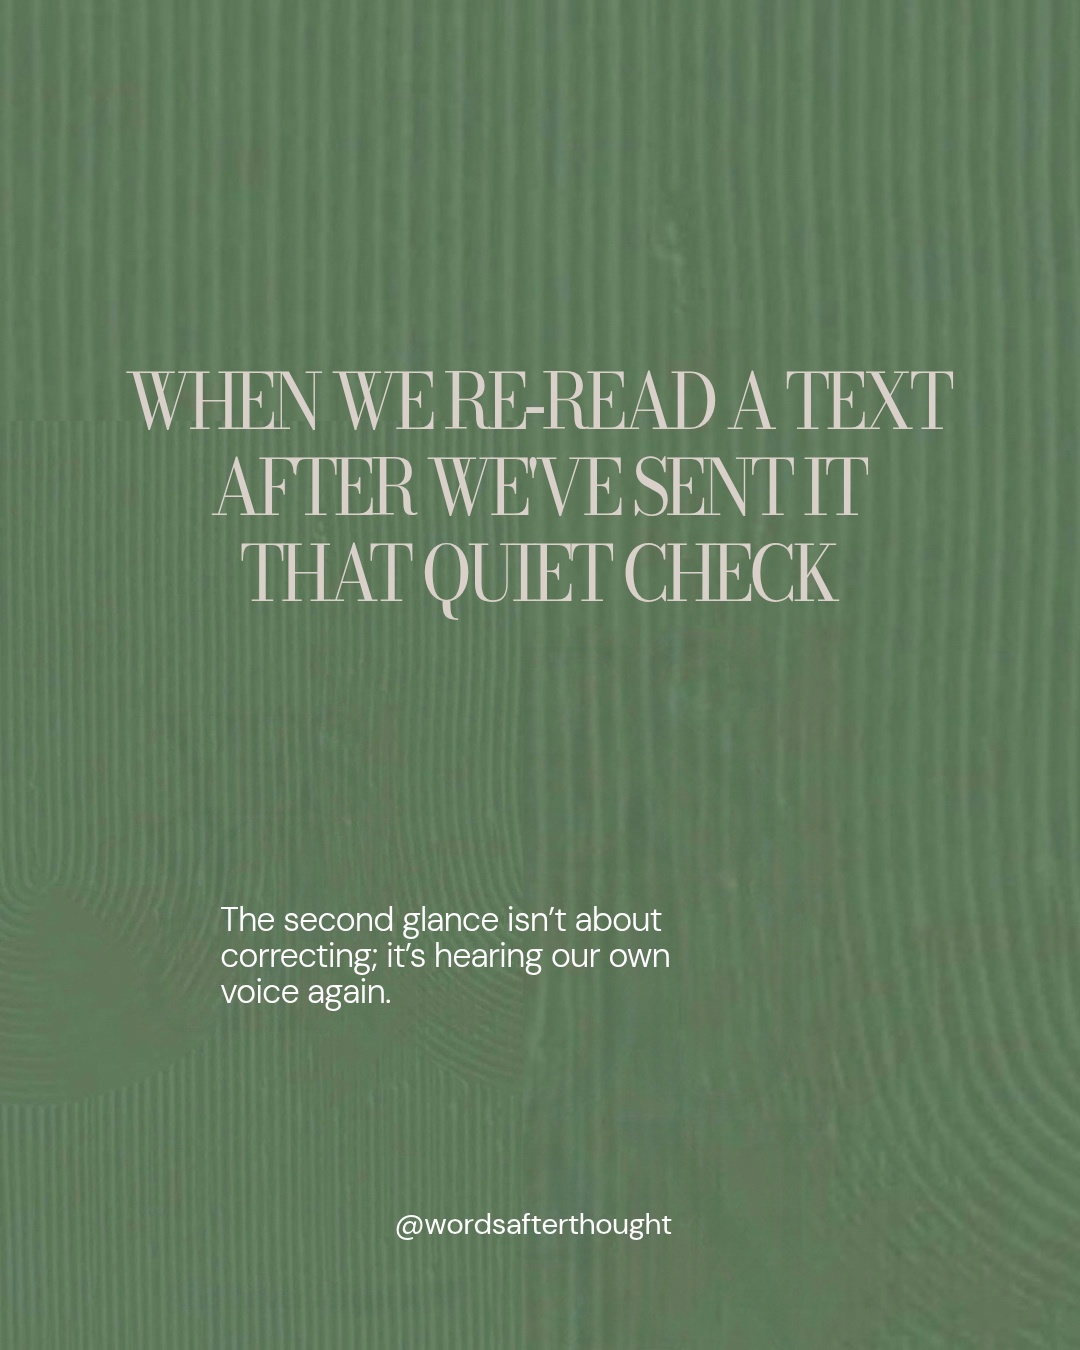 WHEN WE RE-READ A TEXT
AFTER WE'VE SENT IT
THAT QUIET CHECK
The second glance isn’t about
correcting; it’s hearing our own
voice again.
@wordsafterthought